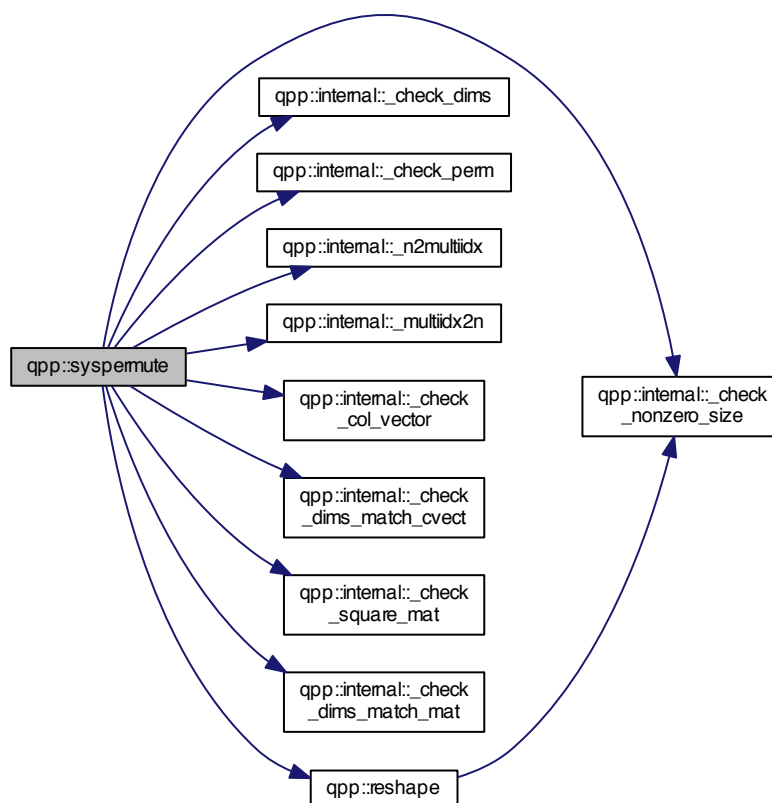 qpp::internal::_check_dims
qpp::internal::_check_perm
qpp::internal::_n2multiidx
qpp::internal::_multiidx2n
qpp::syspermute
qpp::internal::_check
_col_vector
qpp::internal::_check
_nonzero_size
qpp::internal::_check
_dims_match_cvect
qpp::internal::_check
_square_mat
qpp::internal::_check
_dims_match_mat
qpp::reshape